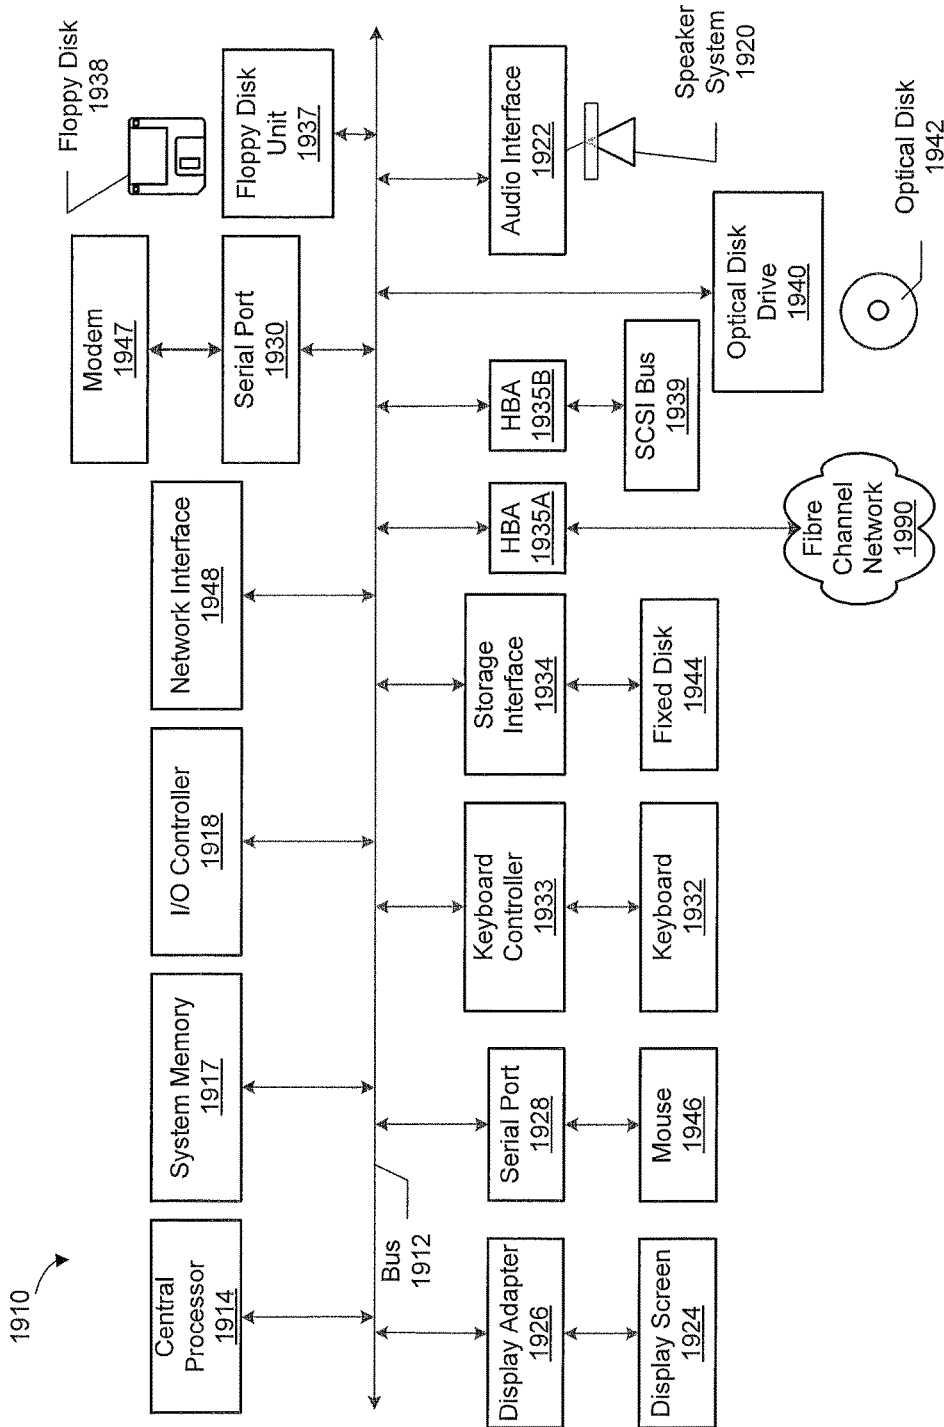 1910
Central
Processor
1914
System Memory
1917
I/O Controller
1918
Network Interface
1948
Modem
1947
Serial Port
1930
Floppy Disk
1938
Floppy Disk
Unit
1937
Bus
1912
Display Adapter
1926
Display Screen
1924
Serial Port
1928
Mouse
1946
Keyboard
Controller
1933
Keyboard
1932
Storage
Interface
1934
Fixed Disk
1944
HBA
1935A
Fibre
Channel
Network
1990
HBA
1935B
SCSI Bus
1939
Optical Disk
Drive
1940
Optical Disk
1942
Audio Interface
1922
Speaker
System
1920